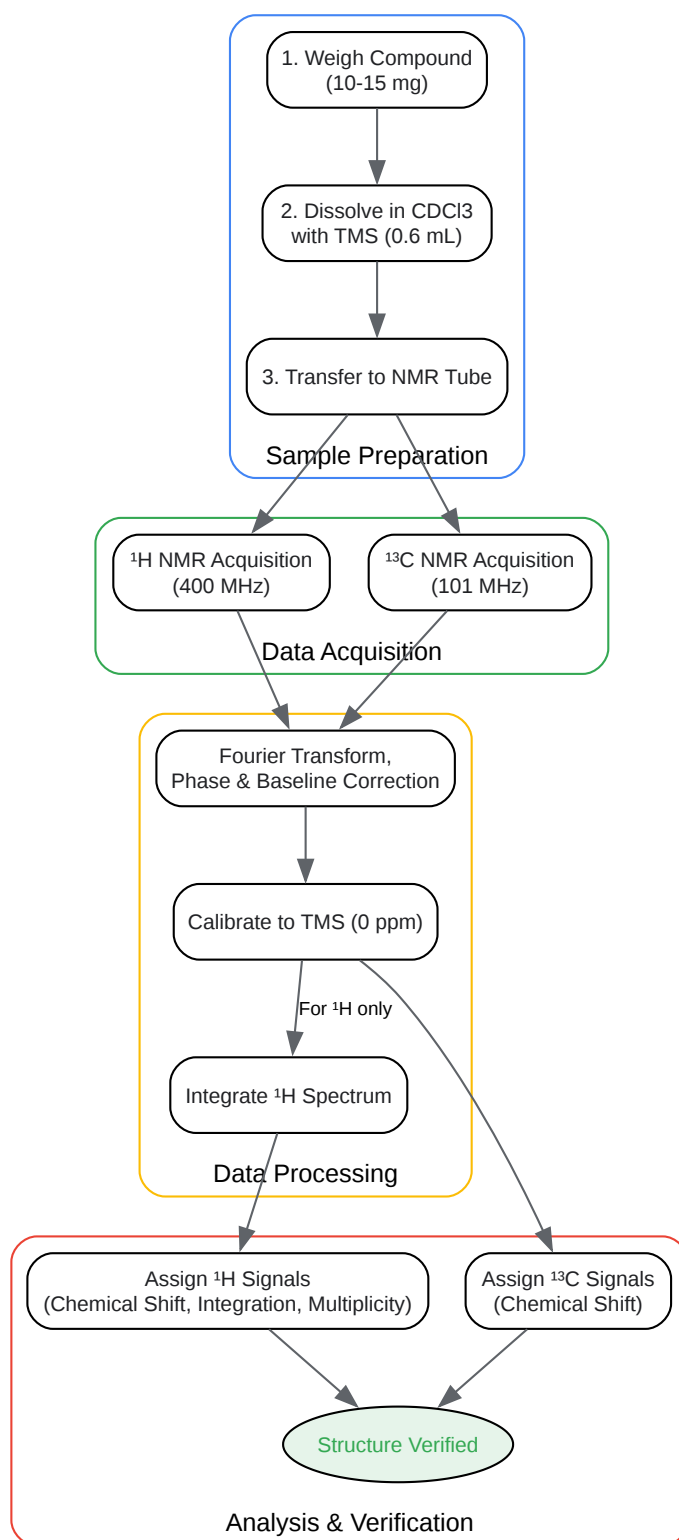 1. Weigh Compound
(10-15 mg)
2. Dissolve in CDCl3
with TMS (0.6 mL)
3. Transfer to NMR Tube
Sample Preparation
¹H NMR Acquisition
(400 MHz)
¹³C NMR Acquisition
(101 MHz)
Data Acquisition
Fourier Transform,
Phase & Baseline Correction
Calibrate to TMS (0 ppm)
For ¹H only
Integrate ¹H Spectrum
Data Processing
Assign ¹H Signals
(Chemical Shift, Integration, Multiplicity)
Assign ¹³C Signals
(Chemical Shift)
Structure Verified
Analysis & Verification